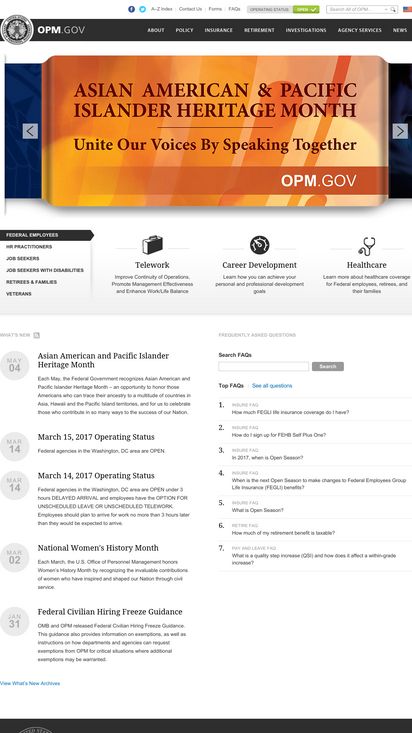 A–Z Index Contact Us Forms FAQs OPERATING STATUS OPEN Search All of OPM...
OPM.GOV
ABOUT POLICY INSURANCE RETIREMENT INVESTIGATIONS AGENCY SERVICES NEWS
ASIAN AMERICAN & PACIFIC
ISLANDER HERITAGE MONTH
Unite Our Voices By Speaking Together
OPM.GOV
FEDERAL EMPLOYEES
HR PRACTITIONERS
JOB SEEKERS
JOB SEEKERS WITH DISABILITIES
RETIREES & FAMILIES
VETERANS
Telework
Improve Continuity of Operations,
Promote Management Effectiveness
and Enhance Work/Life Balance
Career Development
Learn how you can achieve your
personal and professional development
goals
Healthcare
Learn more about healthcare coverage
for Federal employees, retirees, and
their families
WHAT'S NEW
MAY
04
Asian American and Pacific Islander
Heritage Month
Each May, the Federal Government recognizes Asian American and
Pacific Islander Heritage Month – an opportunity to honor those
Americans who can trace their ancestry to a multitude of countries in
Asia, Hawaii and the Pacific Island territories, and for us to celebrate
those who contribute in so many ways to the success of our Nation.
MAR
14
March 15, 2017 Operating Status
Federal agencies in the Washington, DC area are OPEN
MAR
14
March 14, 2017 Operating Status
Federal agencies in the Washington, DC area are OPEN under 3
hours DELAYED ARRIVAL and employees have the OPTION FOR
UNSCHEDULED LEAVE OR UNSCHEDULED TELEWORK.
Employees should plan to arrive for work no more than 3 hours later
than they would be expected to arrive.
MAR
02
National Women's History Month
Each March, the U.S. Office of Personnel Management honors
Women's History Month by recognizing the invaluable contributions
of women who have inspired and shaped our Nation through civil
service.
JAN
31
Federal Civilian Hiring Freeze Guidance
OMB and OPM released Federal Civilian Hiring Freeze Guidance.
This guidance also provides information on exemptions, as well as
instructions on how departments and agencies can request
exemptions from OPM for critical situations where additional
exemptions may be warranted.
View What's New Archives
FREQUENTLY ASKED QUESTIONS
Search FAQs
Search
Top FAQs See all questions
1. INSURE FAQ
How much FEGLI life insurance coverage do I have?
2. INSURE FAQ
How do I sign up for FEHB Self Plus One?
3. INSURE FAQ
In 2017, when is Open Season?
4. INSURE FAQ
When is the next Open Season to make changes to Federal Employees Group
Life Insurance (FEGLI) benefits?
5. INSURE FAQ
What is Open Season?
6. RETIRE FAQ
How much of my retirement benefit is taxable?
7. PAY AND LEAVE FAQ
What is a quality step increase (QSI) and how does it affect a within-grade
increase?